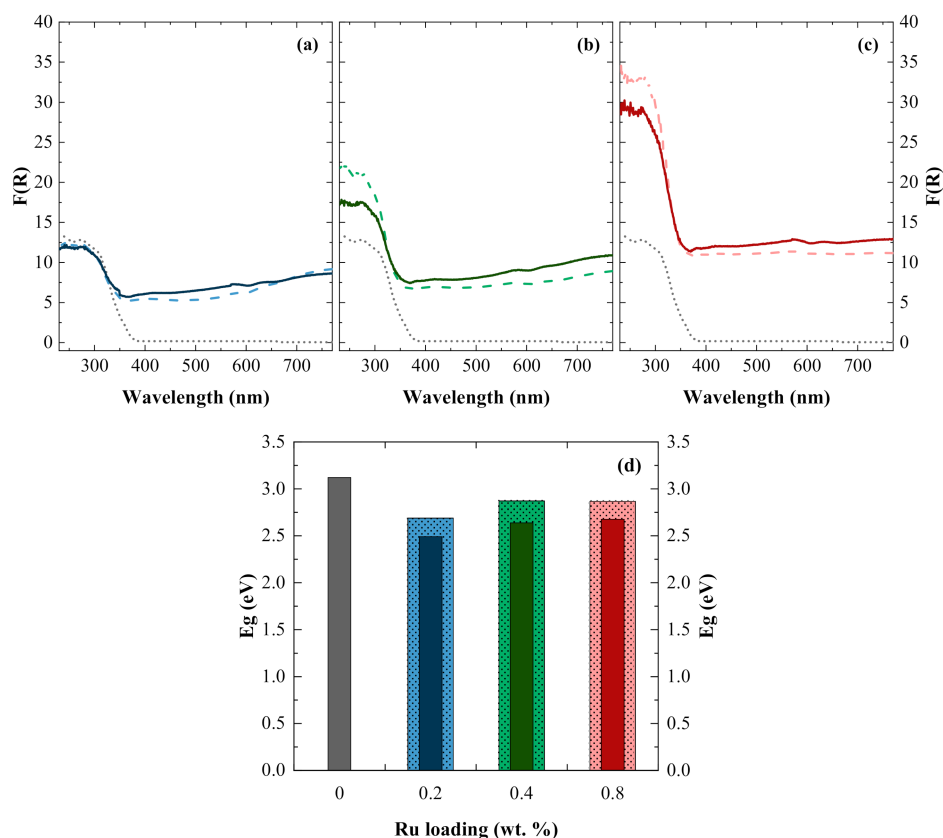 (a) (b) (c)
40 40
35 35
30 30
25 25
20 20
15 15
10 10
5 5
0 0
F(R) F(R)
300 400 500 600 700 300 400 500 600 700 300 400 500 600 700
Wavelength (nm) Wavelength (nm) Wavelength (nm)
(d)
3.5 3.5
3.0 3.0
2.5 2.5
2.0 2.0
1.5 1.5
1.0 1.0
0.5 0.5
0.0 0.0
Eg (eV) Eg (eV)
0 0.2 0.4 0.8
Ru loading (wt. %)